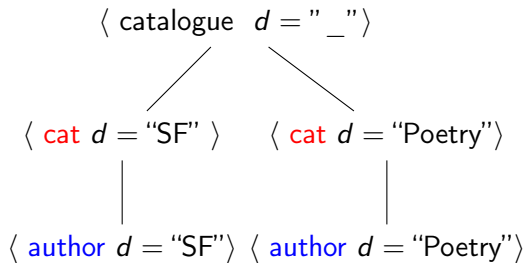 ⟨ catalogue d = " _ "⟩
⟨ cat d = “SF” ⟩ ⟨ cat d = “Poetry”⟩
⟨ author d = “SF”⟩ ⟨ author d = “Poetry”⟩